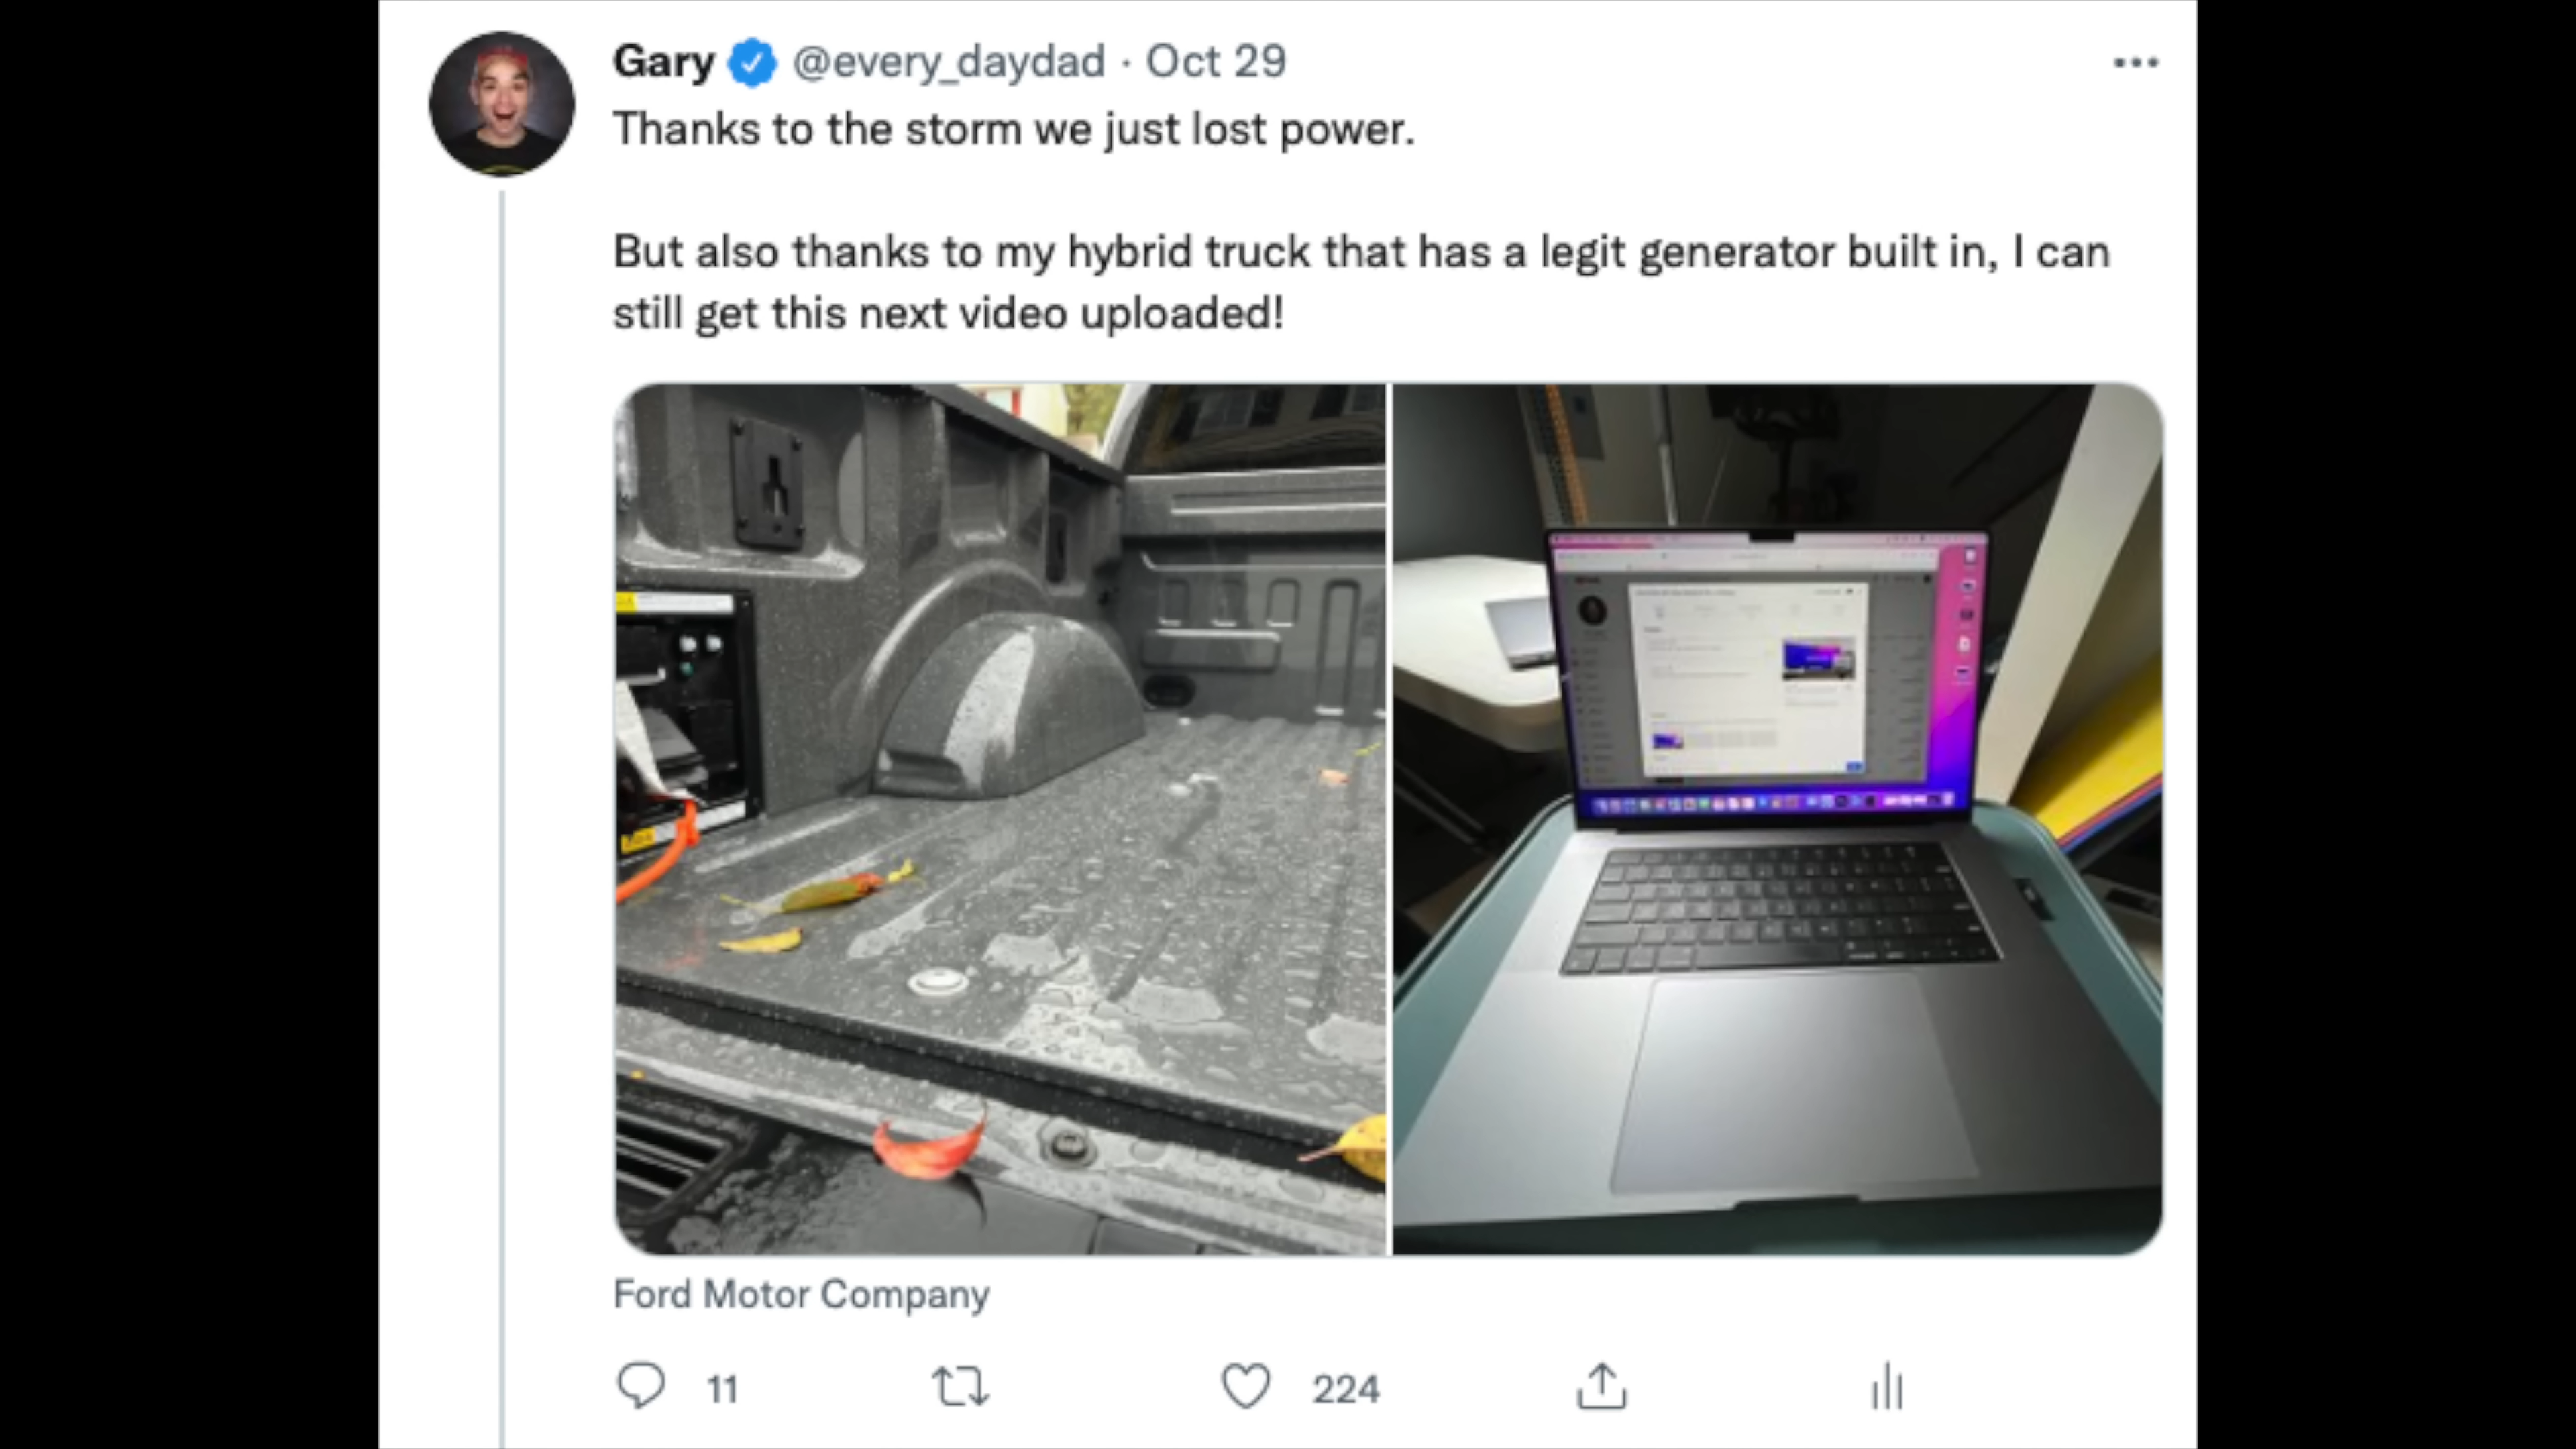 Gary @every_daydad · Oct 29
Thanks to the storm we just lost power.
But also thanks to my hybrid truck that has a legit generator built in, I can
still get this next video uploaded!
Ford Motor Company
11
224